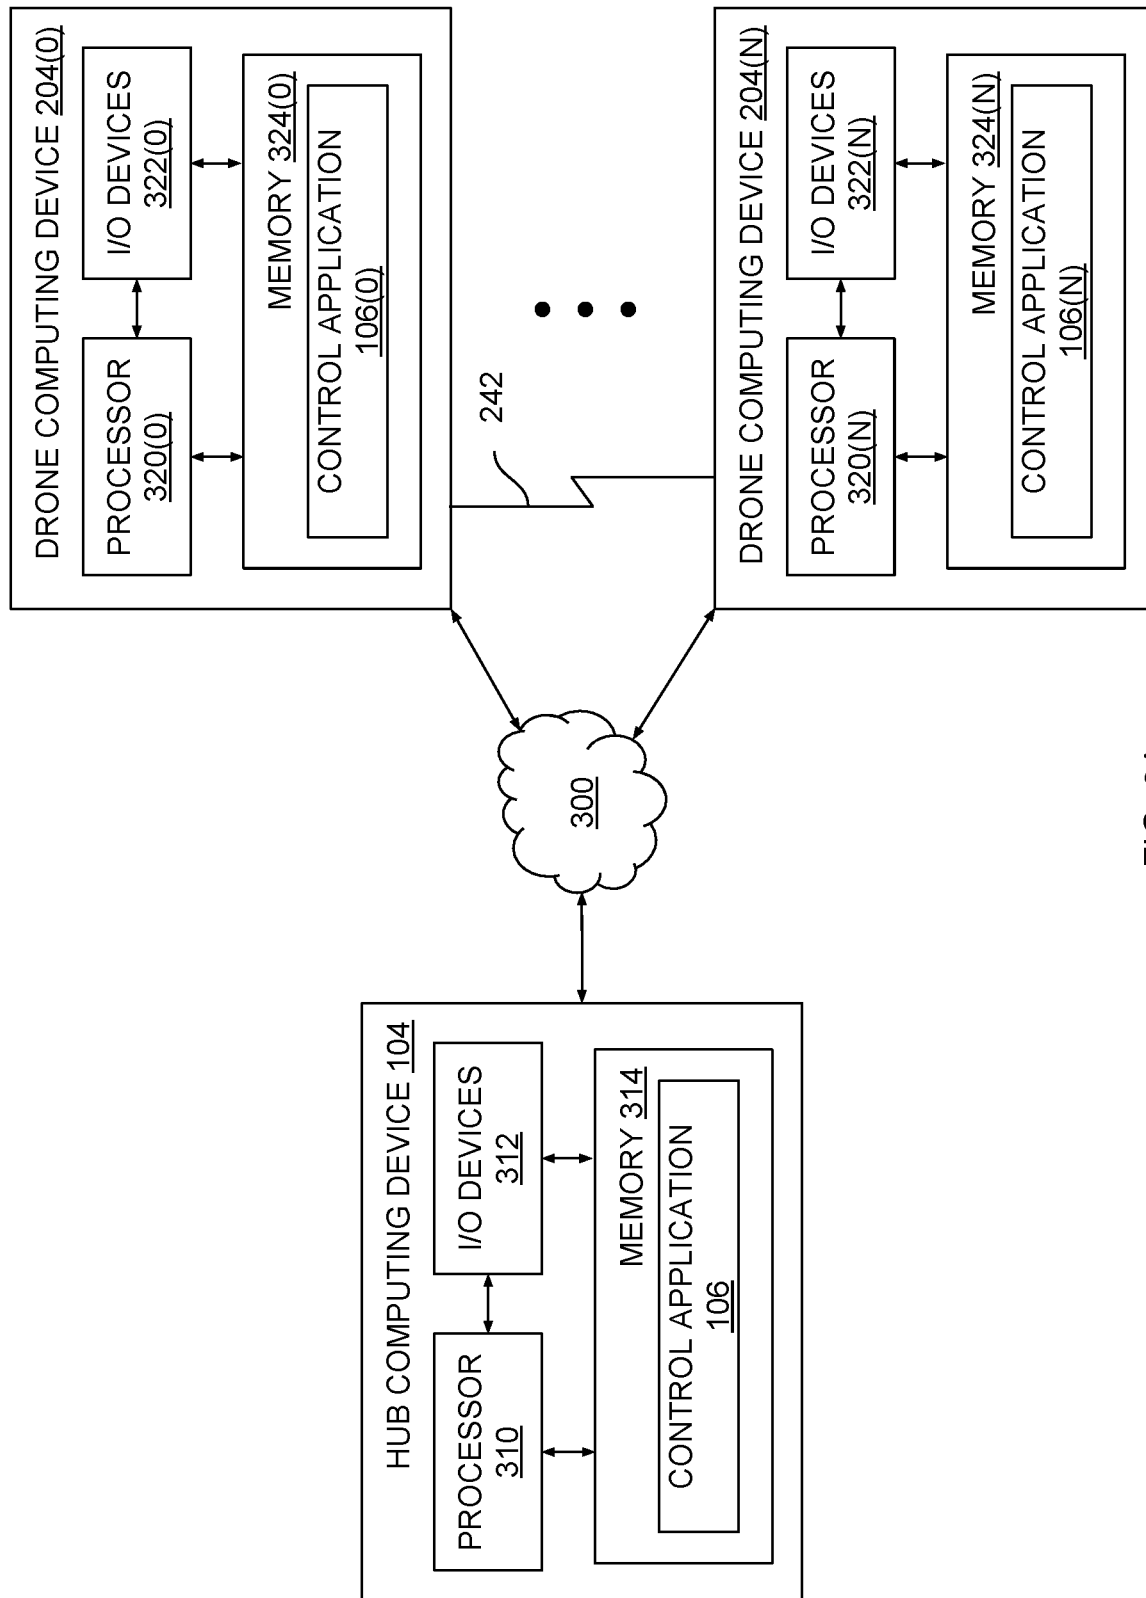 HUB COMPUTING DEVICE 104
PROCESSOR
310
I/O DEVICES
312
MEMORY 314
CONTROL APPLICATION
106
300
DRONE COMPUTING DEVICE 204(0)
PROCESSOR
320(0)
I/O DEVICES
322(0)
MEMORY 324(0)
CONTROL APPLICATION
106(0)
242
DRONE COMPUTING DEVICE 204(N)
PROCESSOR
320(N)
I/O DEVICES
322(N)
MEMORY 324(N)
CONTROL APPLICATION
106(N)